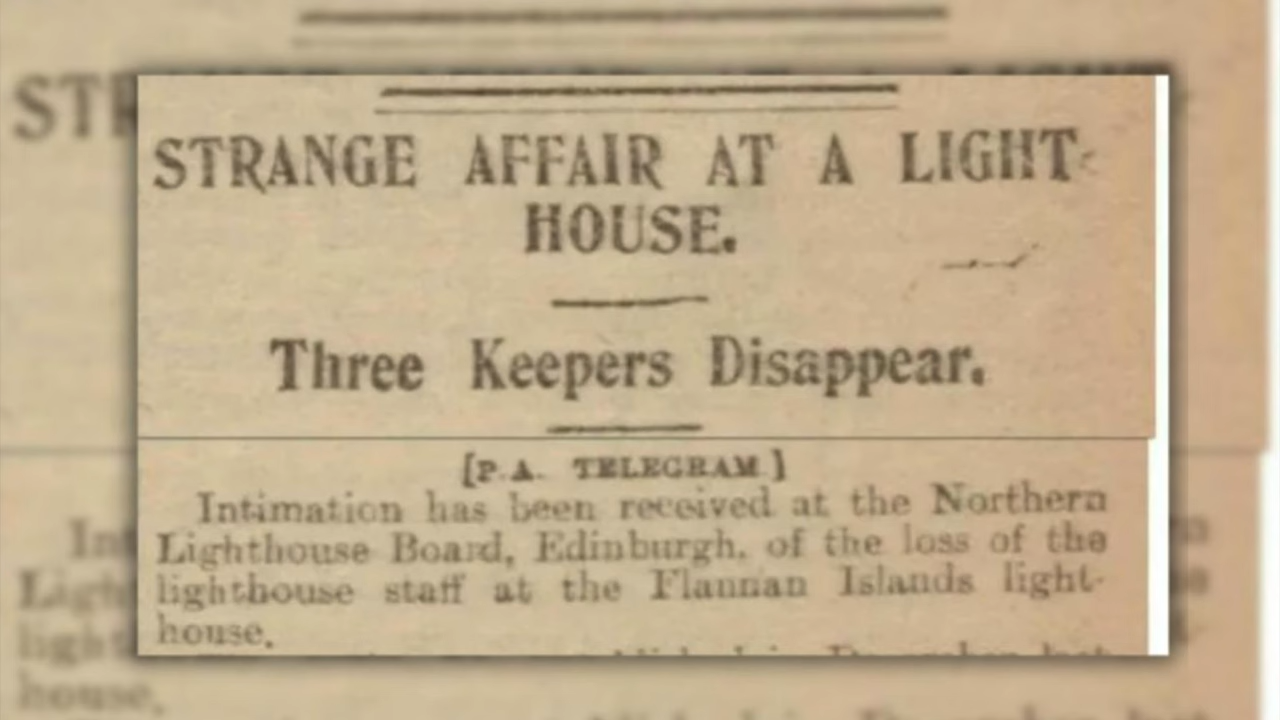 STRANGE AFFAIR AT A LIGHT-
HOUSE.
Three Keepers Disappear.
[P.A. TELEGRAM]
Intimation has been received at the Northern
Lighthouse Board, Edinburgh, of the loss of the
lighthouse staff at the Flannan Islands light-
house.